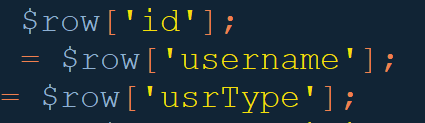 $row['id'];
= $row['username'];
= $row['usrType'];